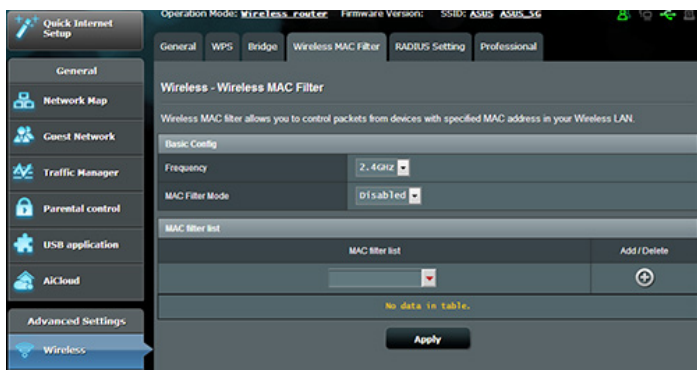 Quick Internet
Setup
Operation Mode: Wireless router Firmware Version: SSID: ASUS ASUS_5G
General WPS Bridge Wireless MAC Filter RADIUS Setting Professional
General
Network Map
Guest Network
Traffic Manager
Parental control
USB application
AiCloud
Advanced Settings
Wireless
Wireless - Wireless MAC Filter
Wireless MAC filter allows you to control packets from devices with specified MAC address in your Wireless LAN.
Basic Config
Frequency 2.4GHZ
MAC Filter Mode Disabled
MAC filter list
MAC filter list Add / Delete
No data in table.
Apply